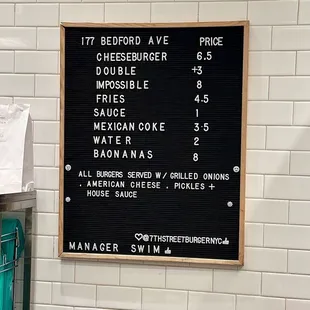 177 BEDFORD AVE PRICE
CHEESEBURGER 6.5
DOUBLE +3
IMPOSSIBLE 8
FRIES 4.5
SAUCE 1
MEXICAN COKE 3.5
WATER 2
BAONANAS 8
ALL BURGERS SERVED W/ GRILLED ONIONS
. AMERICAN CHEESE . PICKLES +
HOUSE SAUCE
@7THSTREETBURGERNYC
MANAGER SWIM